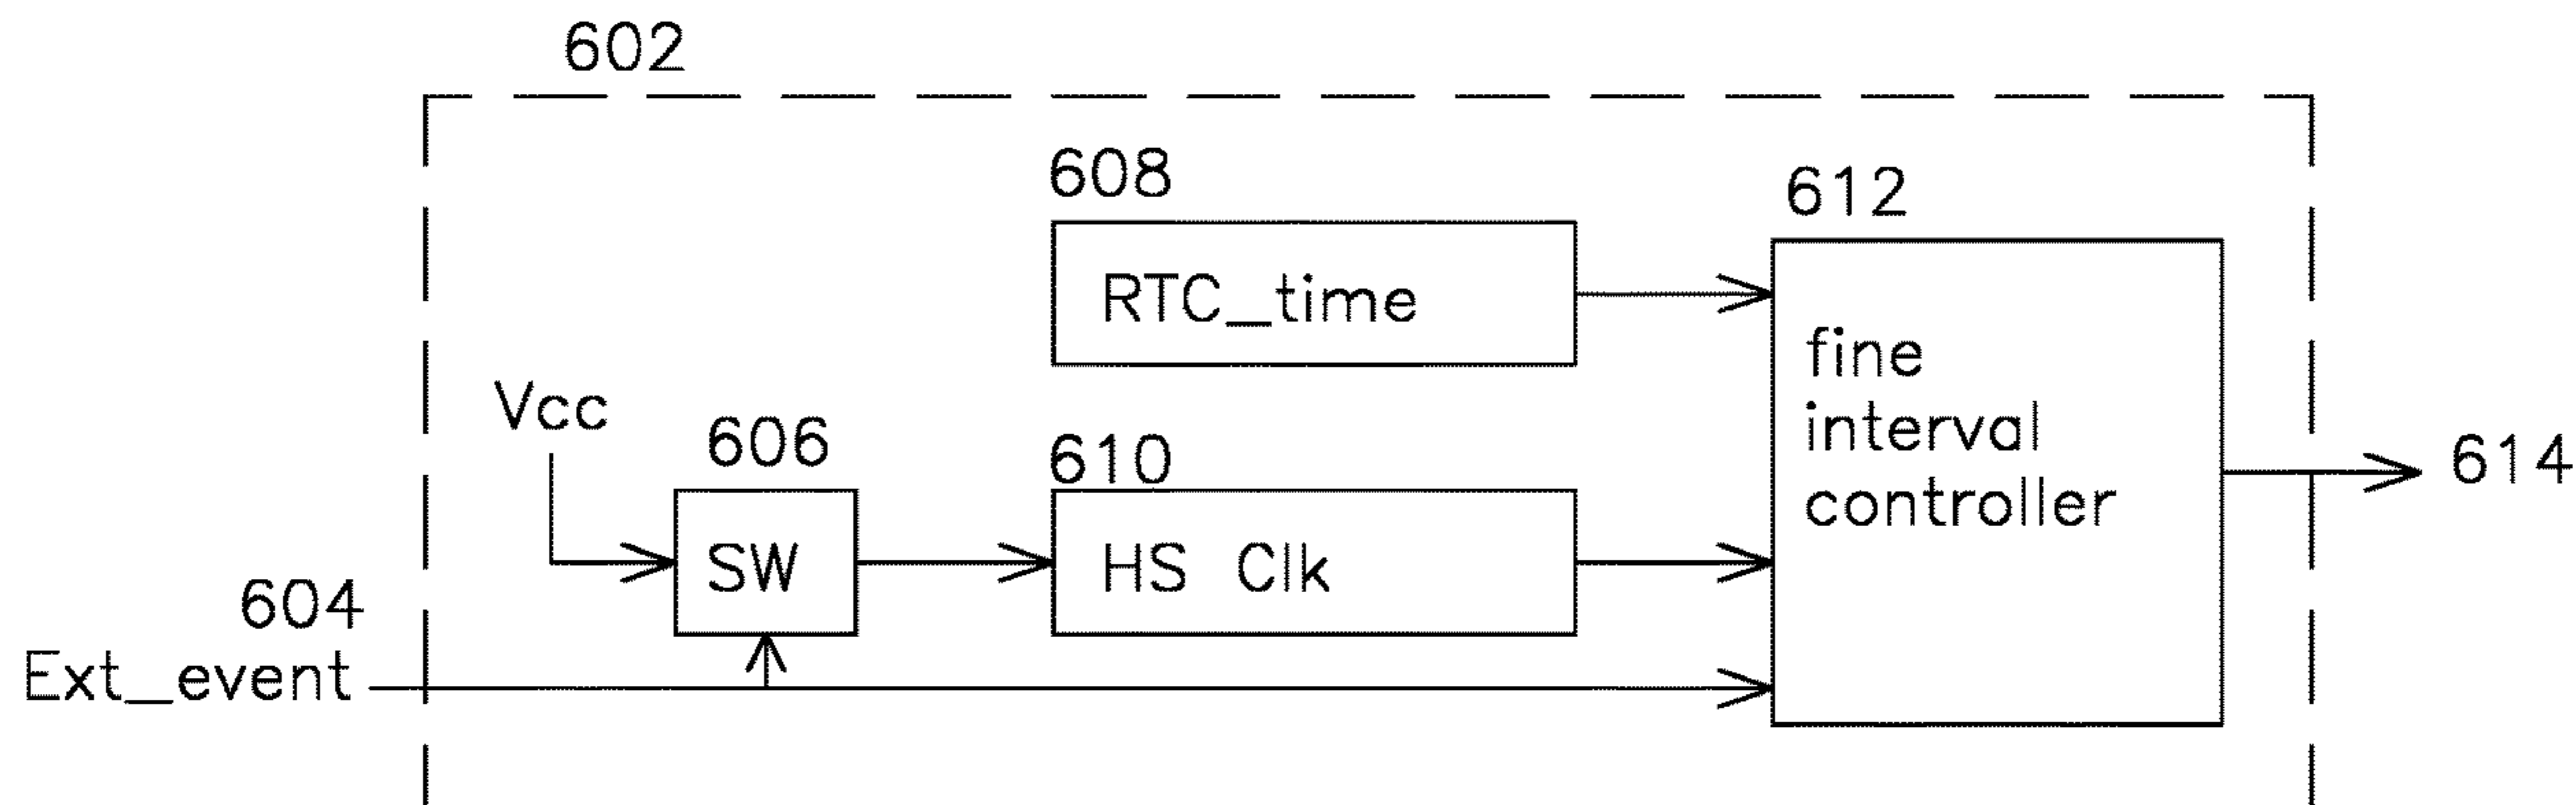 602
608
612
RTC_time
fine
interval
controller
Vcc
606
610
614
SW
HS Clk
604
Ext_event